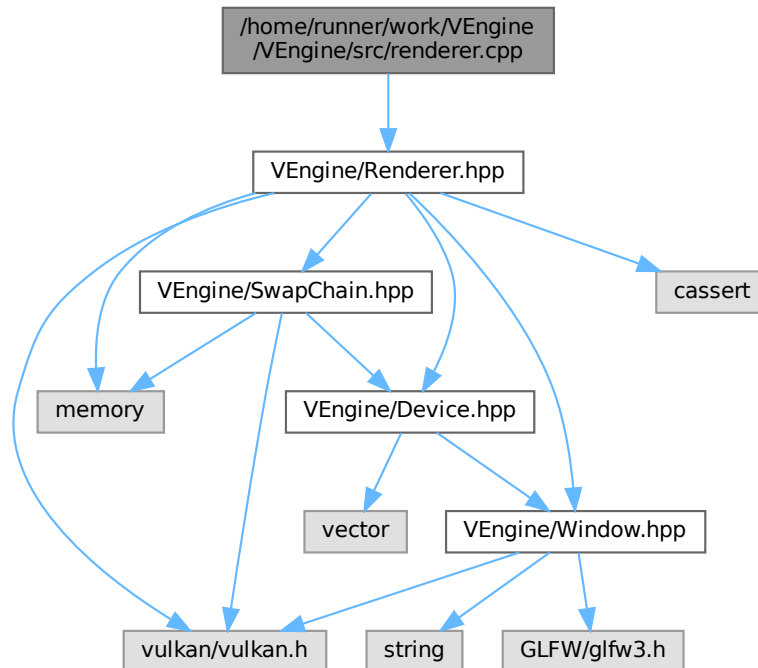 /home/runner/work/VEngine
/VEngine/src/renderer.cpp
VEngine/Renderer.hpp
VEngine/SwapChain.hpp
cassert
memory
VEngine/Device.hpp
vector
VEngine/Window.hpp
vulkan/vulkan.h
string
GLFW/glfw3.h